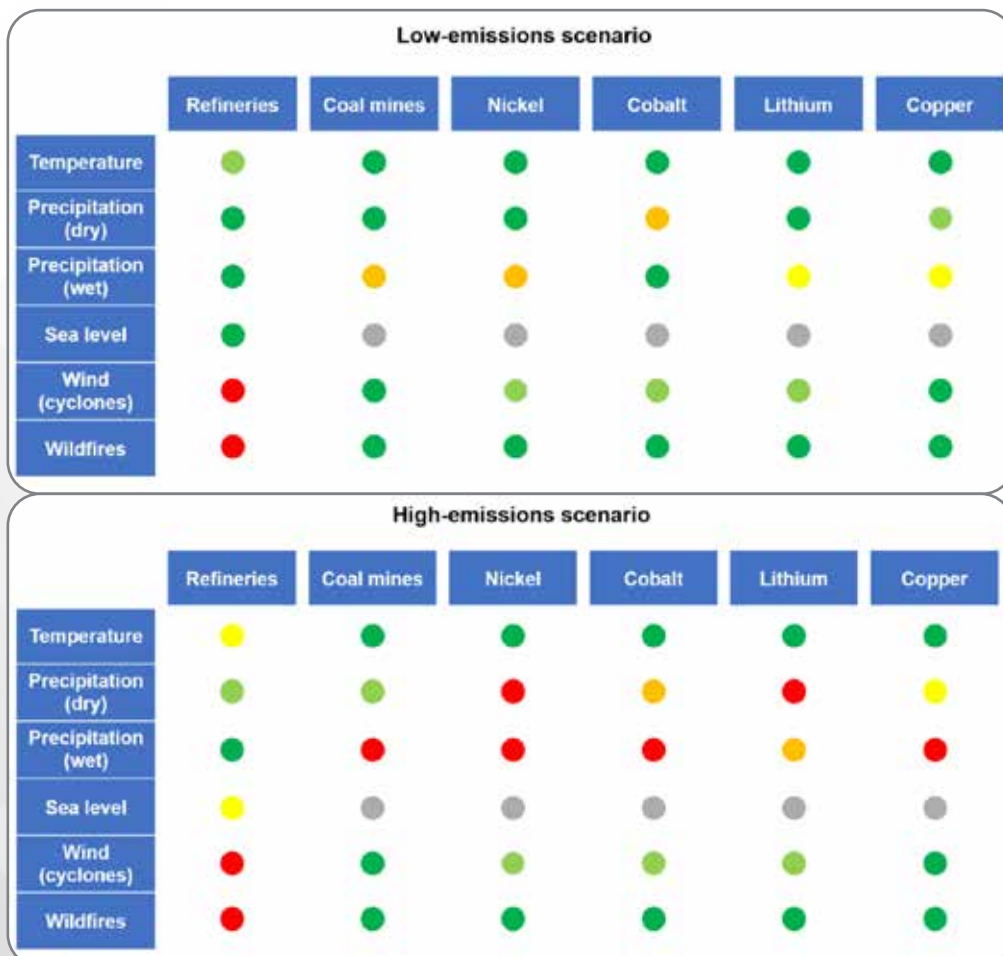 Low-emissions scenario
Refineries Coal mines Nickel Cobalt Lithium Copper
Temperature
Precipitation
(dry)
Precipitation
(wet)
Sea level
Wind
(cyclones)
Wildfires
High-emissions scenario
Refineries Coal mines Nickel Cobalt Lithium Copper
Temperature
Precipitation
(dry)
Precipitation
(wet)
Sea level
Wind
(cyclones)
Wildfires